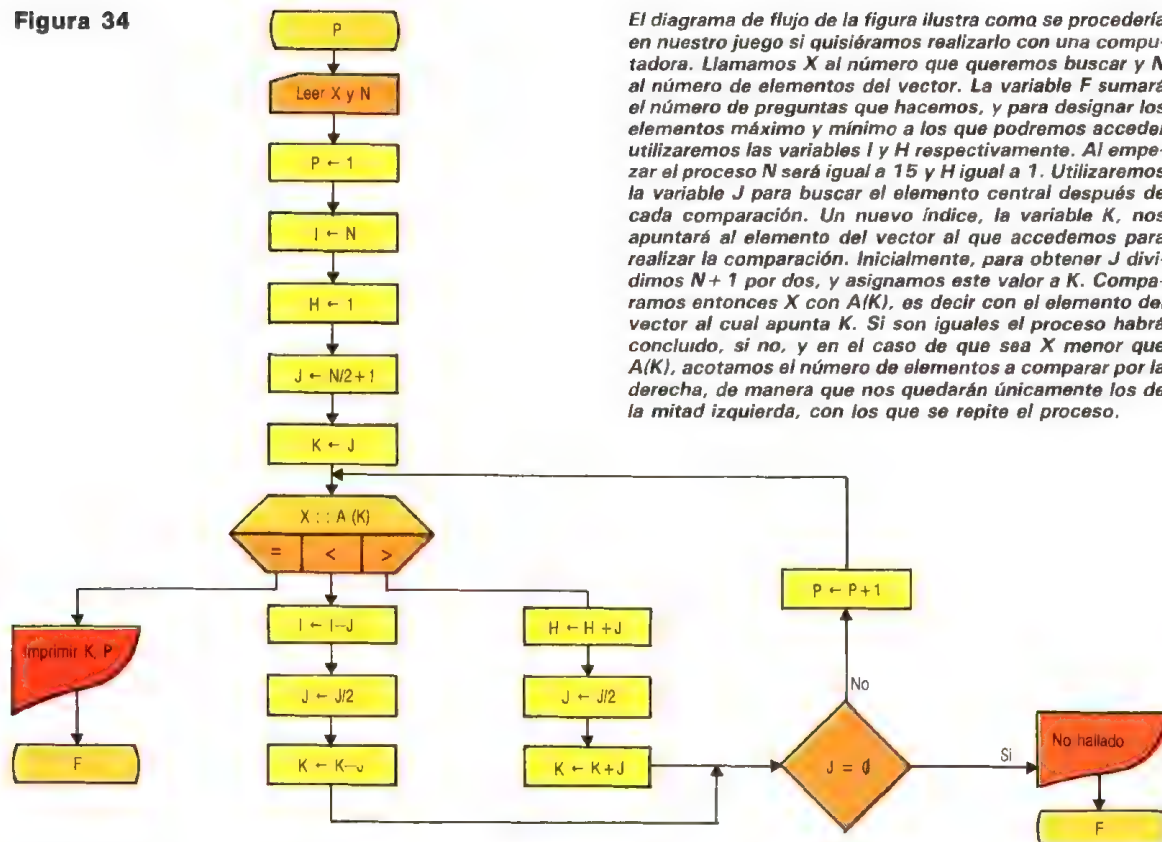 Figura 34
El diagrama de flujo de la figura ilustra como se procedería
en nuestro juego si quisiéramos realizarlo con una compu-
tadora. Llamamos X al número que queremos buscar y N
al número de elementos del vector. La variable F sumará
el número de preguntas que hacemos, y para designar los
elementos máximo y mínimo a los que podremos acceder
utilizaremos las variables I y H respectivamente. Al empe-
zar el proceso N será igual a 15 y H igual a 1. Utilizaremos
la variable J para buscar el elemento central después de
cada comparación. Un nuevo índice, la variable K, nos
apuntará al elemento del vector al que accedemos para
realizar la comparación. Inicialmente, para obtener J divi-
dimos N+ 1 por dos, y asignamos este valor a K. Compa-
ramos entonces X con A(K), es decir con el elemento del
vector al cual apunta K. Si son iguales el proceso habrá
concluido, si no, y en el caso de que sea X menor que
A(K), acotamos el número de elementos a comparar por la
derecha, de manera que nos quedarán únicamente los de
la mitad izquierda, con los que se repite el proceso.
P
Leer X y N
P ← 1
I ← N
H ← 1
J ← N/2+1
K ← J
X : : A (K)
= < >
Imprimir K, P
F
I ← I–J
J ← J/2
K ← K–J
H ← H+J
J ← J/2
K ← K+J
P ← P+1
No
J = ∅
Si
No hallado
F